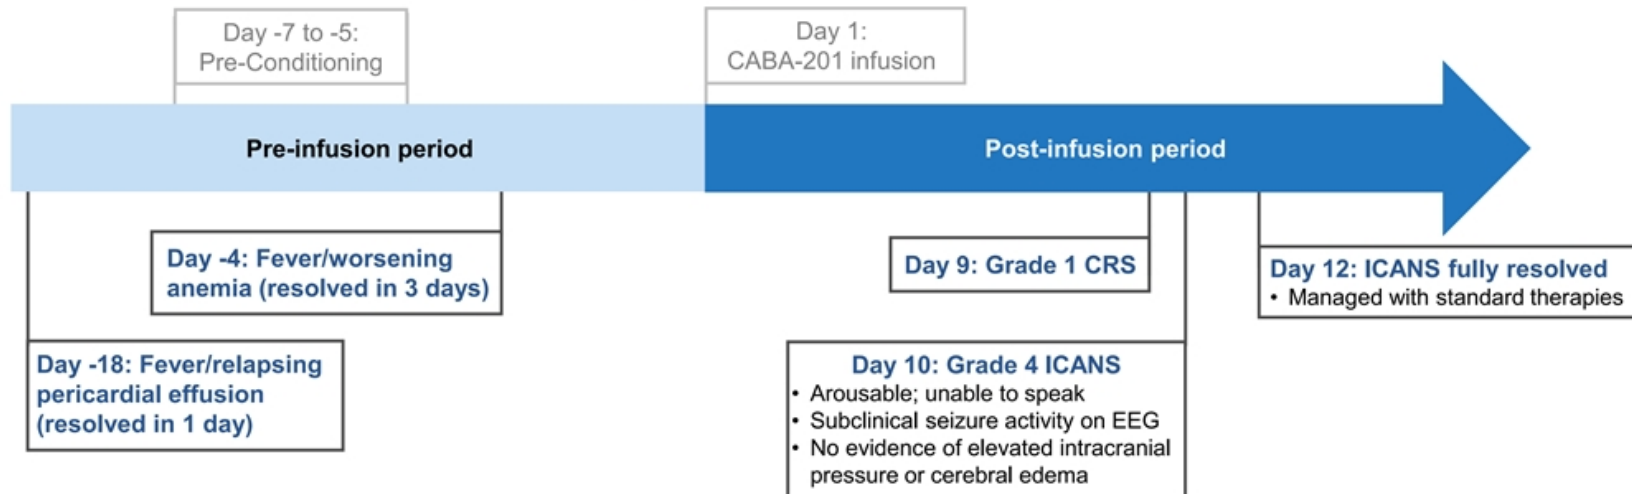 Day -7 to -5:
Pre-Conditioning
Day 1:
CABA-201 infusion
Pre-infusion period
Post-infusion period
Day -4: Fever/worsening
anemia (resolved in 3 days)
Day -18: Fever/relapsing
pericardial effusion
(resolved in 1 day)
Day 9: Grade 1 CRS
Day 10: Grade 4 ICANS
• Arousable; unable to speak
• Subclinical seizure activity on EEG
• No evidence of elevated intracranial
pressure or cerebral edema
Day 12: ICANS fully resolved
• Managed with standard therapies